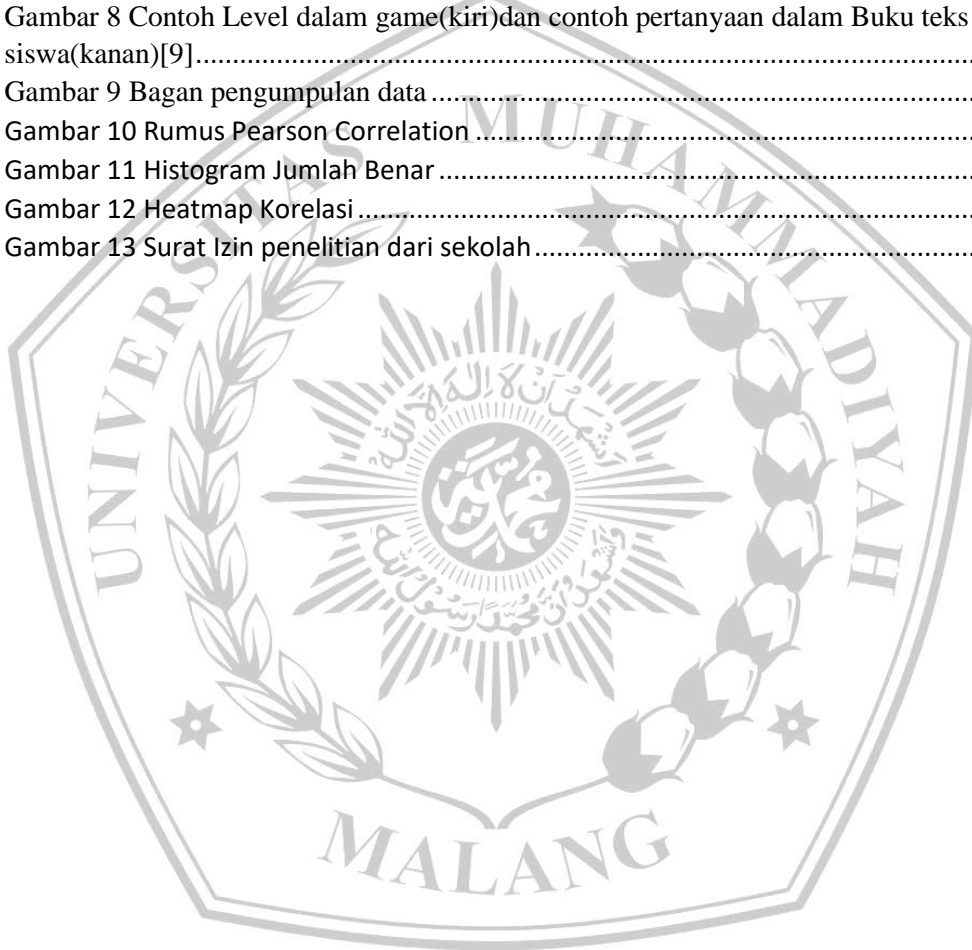 Gambar 8 Contoh Level dalam game(kiri)dan contoh pertanyaan dalam Buku teks
siswa(kanan)[9]......................................................................................................
Gambar 9 Bagan pengumpulan data ......................................................................
Gambar 10 Rumus Pearson Correlation ..................................................................
Gambar 11 Histogram Jumlah Benar .......................................................................
Gambar 12 Heatmap Korelasi ..................................................................................
Gambar 13 Surat Izin penelitian dari sekolah ..........................................................
UNIVERSITAS MUHAMMADIYAH
MALANG